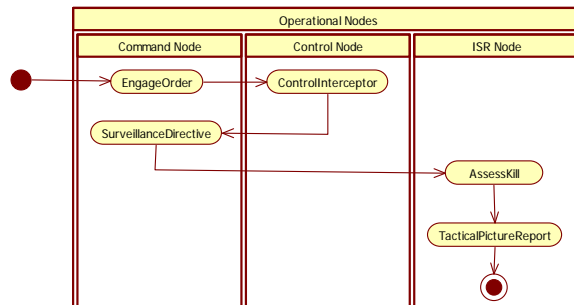 Operational Nodes
Command Node
Control Node
ISR Node
EngageOrder
ControlInterceptor
SurveillanceDirective
AssessKill
TacticalPictureReport